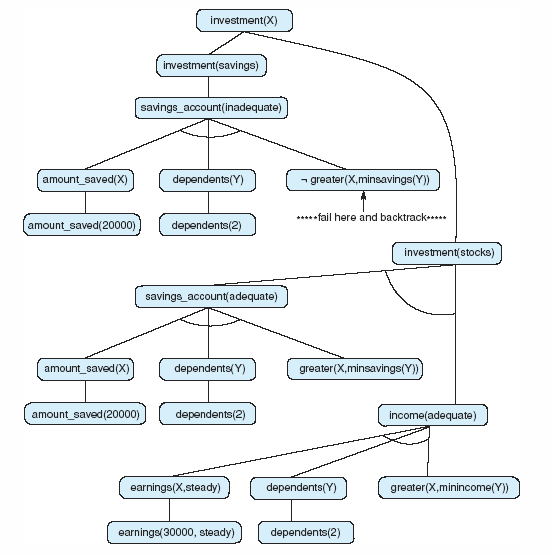 investment(X)
investment(savings)
savings_account(inadequate)
amount_saved(X)
dependents(Y)
¬ greater(X,minsavings(Y))
amount_saved(20000)
dependents(2)
*****fail here and backtrack*****
investment(stocks)
savings_account(adequate)
amount_saved(X)
dependents(Y)
greater(X,minsavings(Y))
amount_saved(20000)
dependents(2)
income(adequate)
earnings(X,steady)
dependents(Y)
greater(X,minincome(Y))
earnings(30000, steady)
dependents(2)